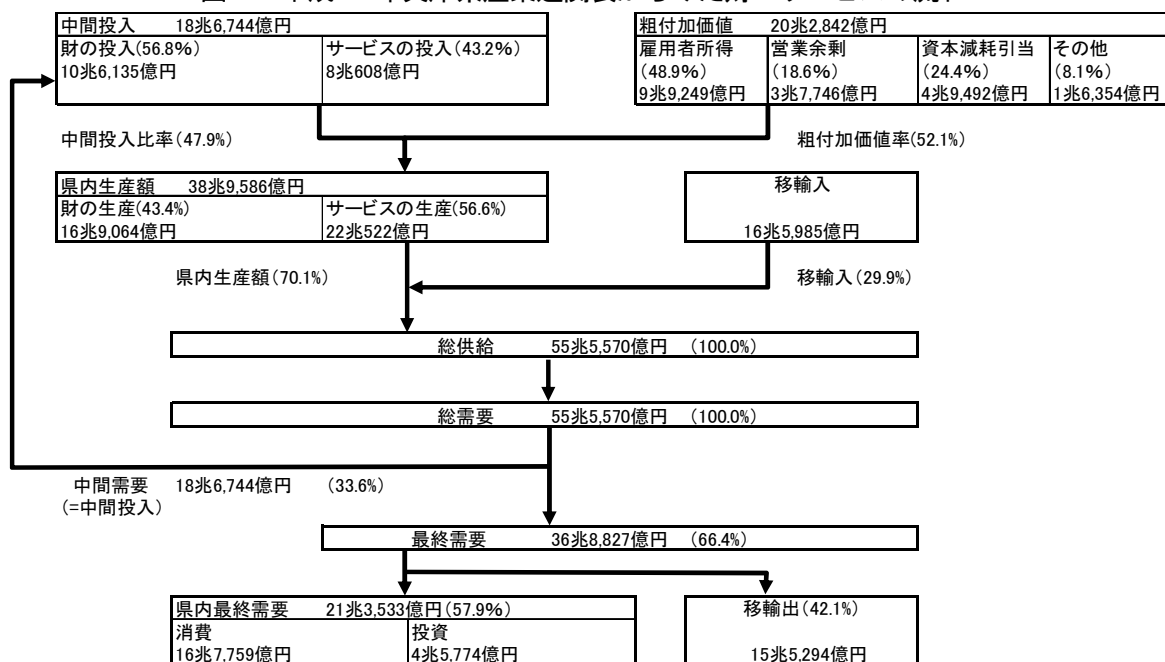 中間投入 18兆6,744億円
財の投入(56.8%) サービスの投入(43.2%)
10兆6,135億円 8兆608億円
粗付加価値 20兆2,842億円
雇用者所得 営業余剰 資本減耗引当 その他
(48.9%) (18.6%) (24.4%) (8.1%)
9兆9,249億円 3兆7,746億円 4兆9,492億円 1兆6,354億円
中間投入比率(47.9%) 粗付加価値率(52.1%)
県内生産額 38兆9,586億円
財の生産(43.4%) サービスの生産(56.6%)
16兆9,064億円 22兆522億円
移輸入
16兆5,985億円
県内生産額(70.1%) 移輸入(29.9%)
総供給 55兆5,570億円 (100.0%)
総需要 55兆5,570億円 (100.0%)
中間需要 18兆6,744億円 (33.6%)
(=中間投入)
最終需要 36兆8,827億円 (66.4%)
県内最終需要 21兆3,533億円(57.9%)
消費 投資
16兆7,759億円 4兆5,774億円
移輸出(42.1%)
15兆5,294億円